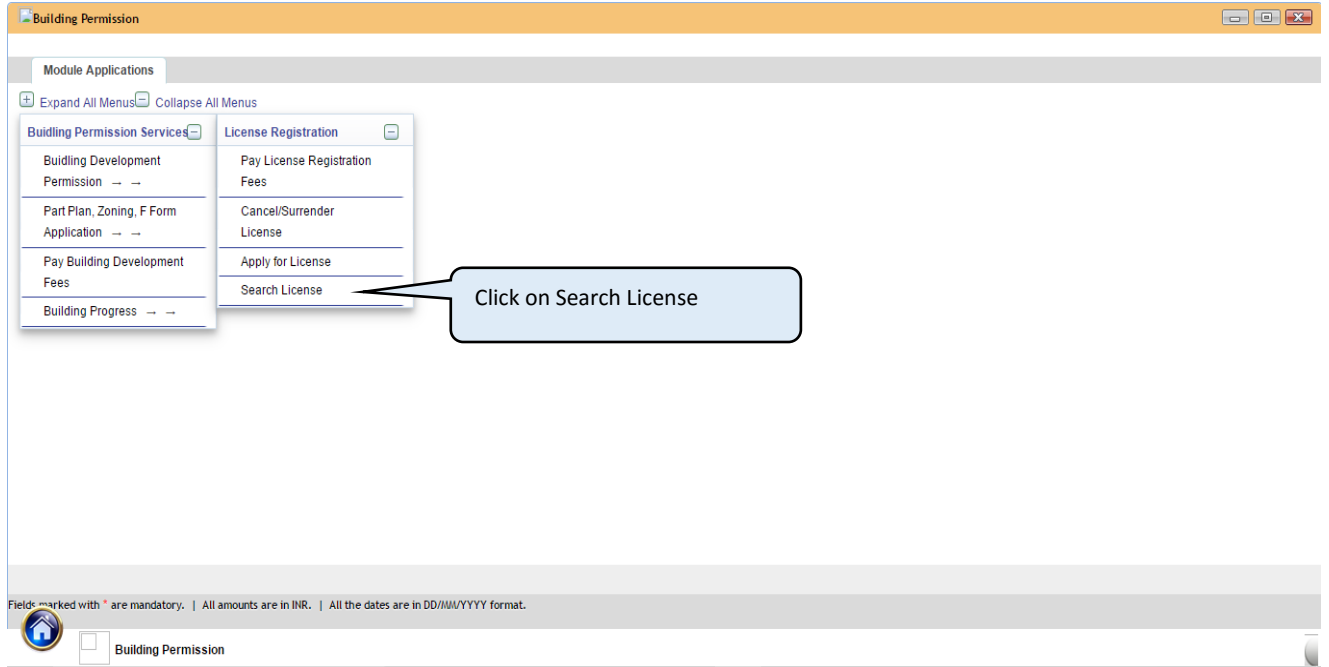 Building Permission
Module Applications
Expand All Menus Collapse All Menus
Buidling Permission Services
Buidling Development
Permission → →
Part Plan, Zoning, F Form
Application → →
Pay Building Development
Fees
Building Progress → →
License Registration
Pay License Registration
Fees
Cancel/Surrender
License
Apply for License
Search License
Click on Search License
Fields marked with * are mandatory. | All amounts are in INR. | All the dates are in DD/MM/YYYY format.
Building Permission